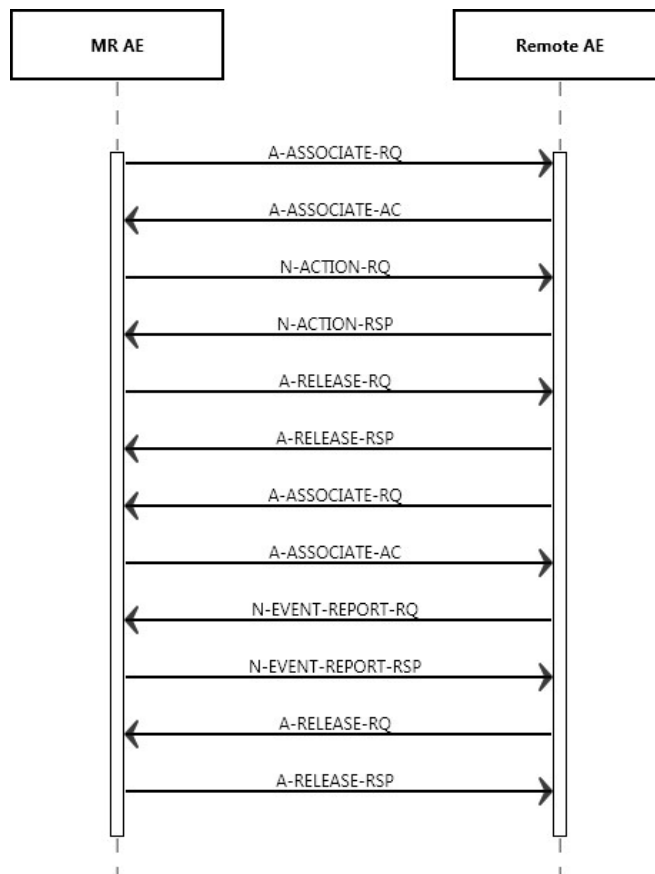 MR AE
Remote AE
A-ASSOCIATE-RQ
A-ASSOCIATE-AC
N-ACTION-RQ
N-ACTION-RSP
A-RELEASE-RQ
A-RELEASE-RSP
A-ASSOCIATE-RQ
A-ASSOCIATE-AC
N-EVENT-REPORT-RQ
N-EVENT-REPORT-RSP
A-RELEASE-RQ
A-RELEASE-RSP